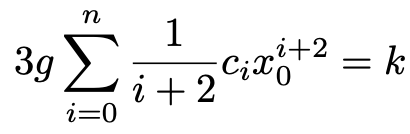 $3g \sum_{i=0}^{n} \frac{1}{i+2} c_i x_0^{i+2} = k$